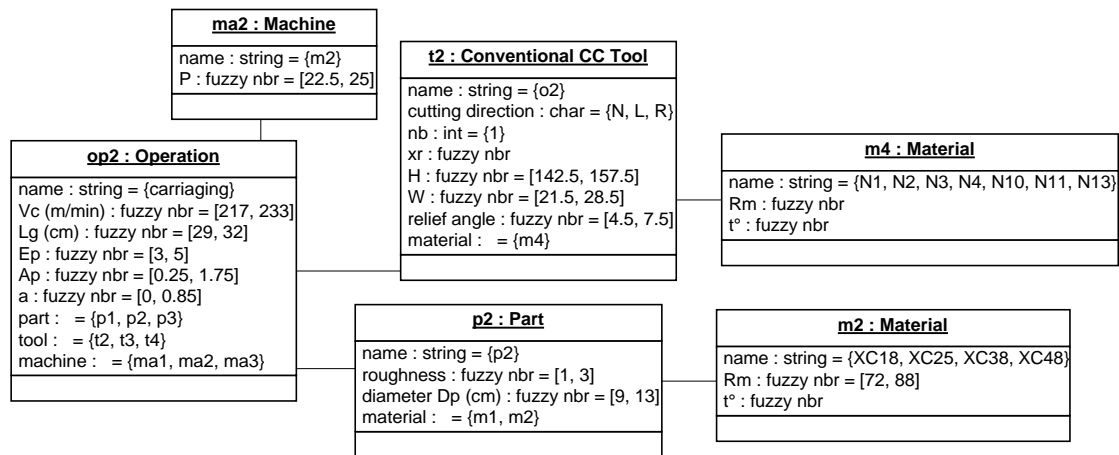 ma2 : Machine
name : string = {m2}
P : fuzzy nbr = [22.5, 25]
t2 : Conventional CC Tool
name : string = {o2}
cutting direction : char = {N, L, R}
nb : int = {1}
xr : fuzzy nbr
H : fuzzy nbr = [142.5, 157.5]
W : fuzzy nbr = [21.5, 28.5]
relief angle : fuzzy nbr = [4.5, 7.5]
material : = {m4}
m4 : Material
name : string = {N1, N2, N3, N4, N10, N11, N13}
Rm : fuzzy nbr
t° : fuzzy nbr
op2 : Operation
name : string = {carriaging}
Vc (m/min) : fuzzy nbr = [217, 233]
Lg (cm) : fuzzy nbr = [29, 32]
Ep : fuzzy nbr = [3, 5]
Ap : fuzzy nbr = [0.25, 1.75]
a : fuzzy nbr = [0, 0.85]
part : = {p1, p2, p3}
tool : = {t2, t3, t4}
machine : = {ma1, ma2, ma3}
p2 : Part
name : string = {p2}
roughness : fuzzy nbr = [1, 3]
diameter Dp (cm) : fuzzy nbr = [9, 13]
material : = {m1, m2}
m2 : Material
name : string = {XC18, XC25, XC38, XC48}
Rm : fuzzy nbr = [72, 88]
t° : fuzzy nbr